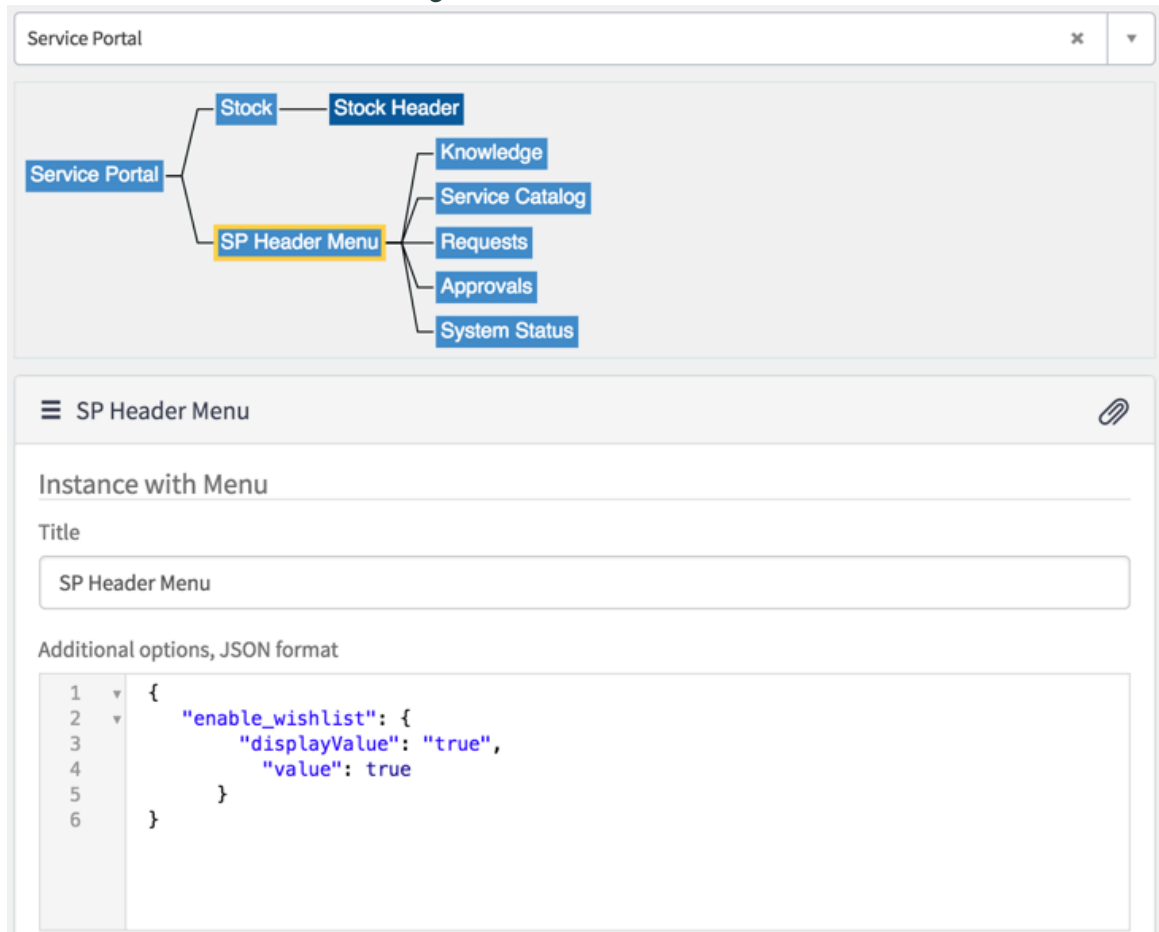 Service Portal
Stock
Stock Header
Knowledge
Service Portal
Service Catalog
SP Header Menu
Requests
Approvals
System Status
SP Header Menu
Instance with Menu
Title
SP Header Menu
Additional options, JSON format
1 {
2 "enable_wishlist": {
3 "displayValue": "true",
4 "value": true
5 }
6 }